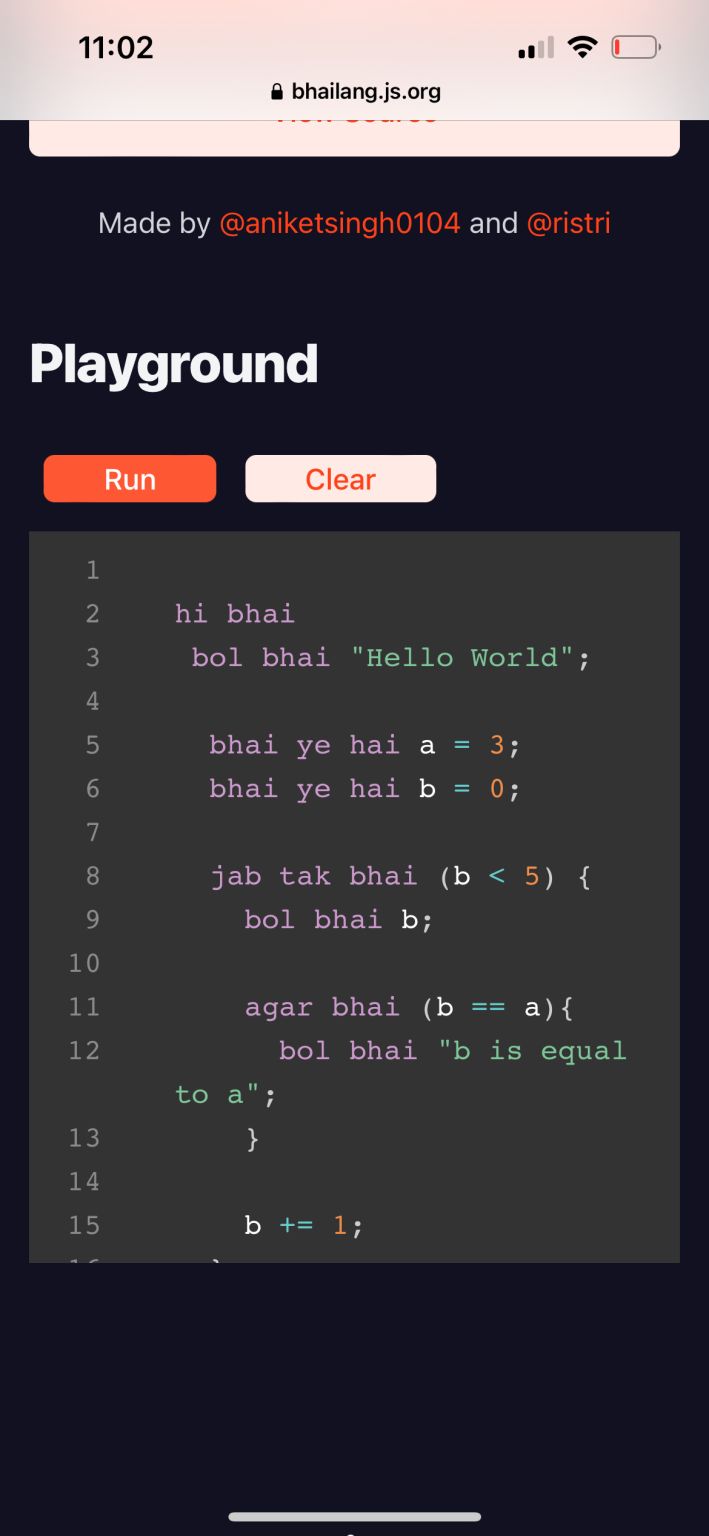 11:02
bhailang.js.org
Made by @aniketsingh0104 and @ristri
Playground
Run Clear
1
2 hi bhai
3 bol bhai "Hello World";
4
5 bhai ye hai a = 3;
6 bhai ye hai b = 0;
7
8 jab tak bhai (b < 5) {
9 bol bhai b;
10
11 agar bhai (b == a){
12 bol bhai "b is equal
to a";
13 }
14
15 b += 1;